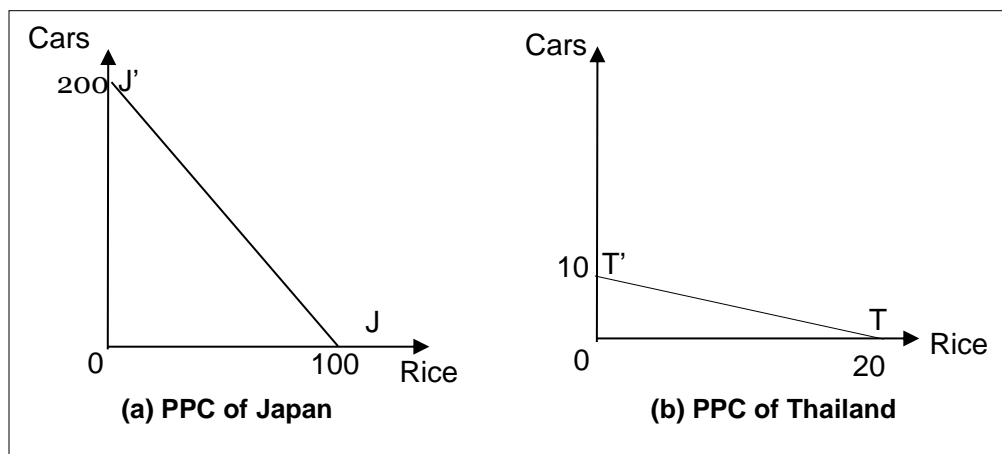 Cars
200 J’
J
0 100 Rice
(a) PPC of Japan
Cars
10 T’
T
0 20 Rice
(b) PPC of Thailand